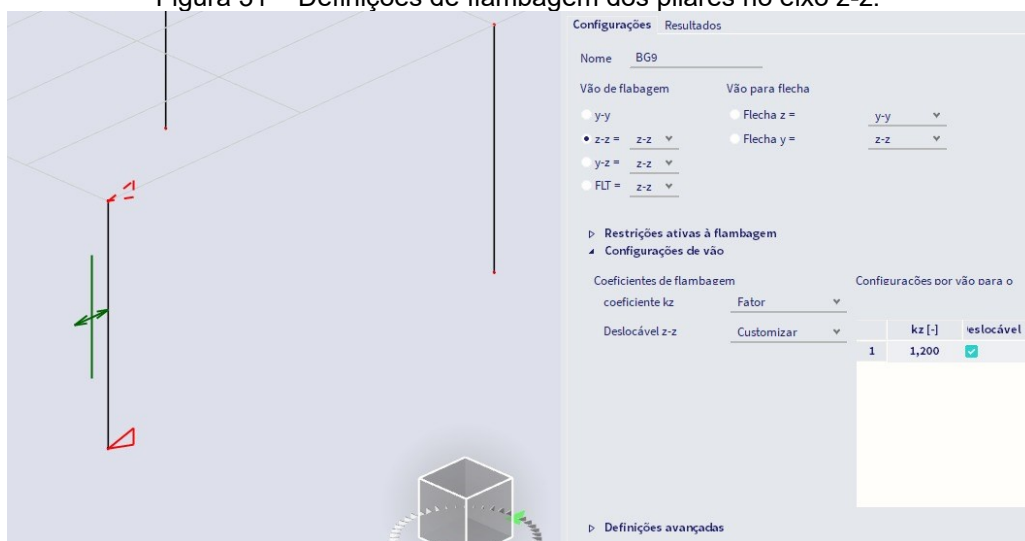 Figura 31 – Definições de flambagem dos pilares no eixo z-z.
Configurações Resultados
Nome BG9
Vão de flabagem Vão para flecha
y-y Flecha z = y-y
z-z = z-z Flecha y = z-z
y-z = z-z
FLT = z-z
Restrições ativas à flambagem
Configurações de vão
Coeficientes de flambagem Configurações por vão para o
coeficiente kz Fator
Deslocável z-z Customizar
kz [-] eslocável
1 1,200
Definições avançadas